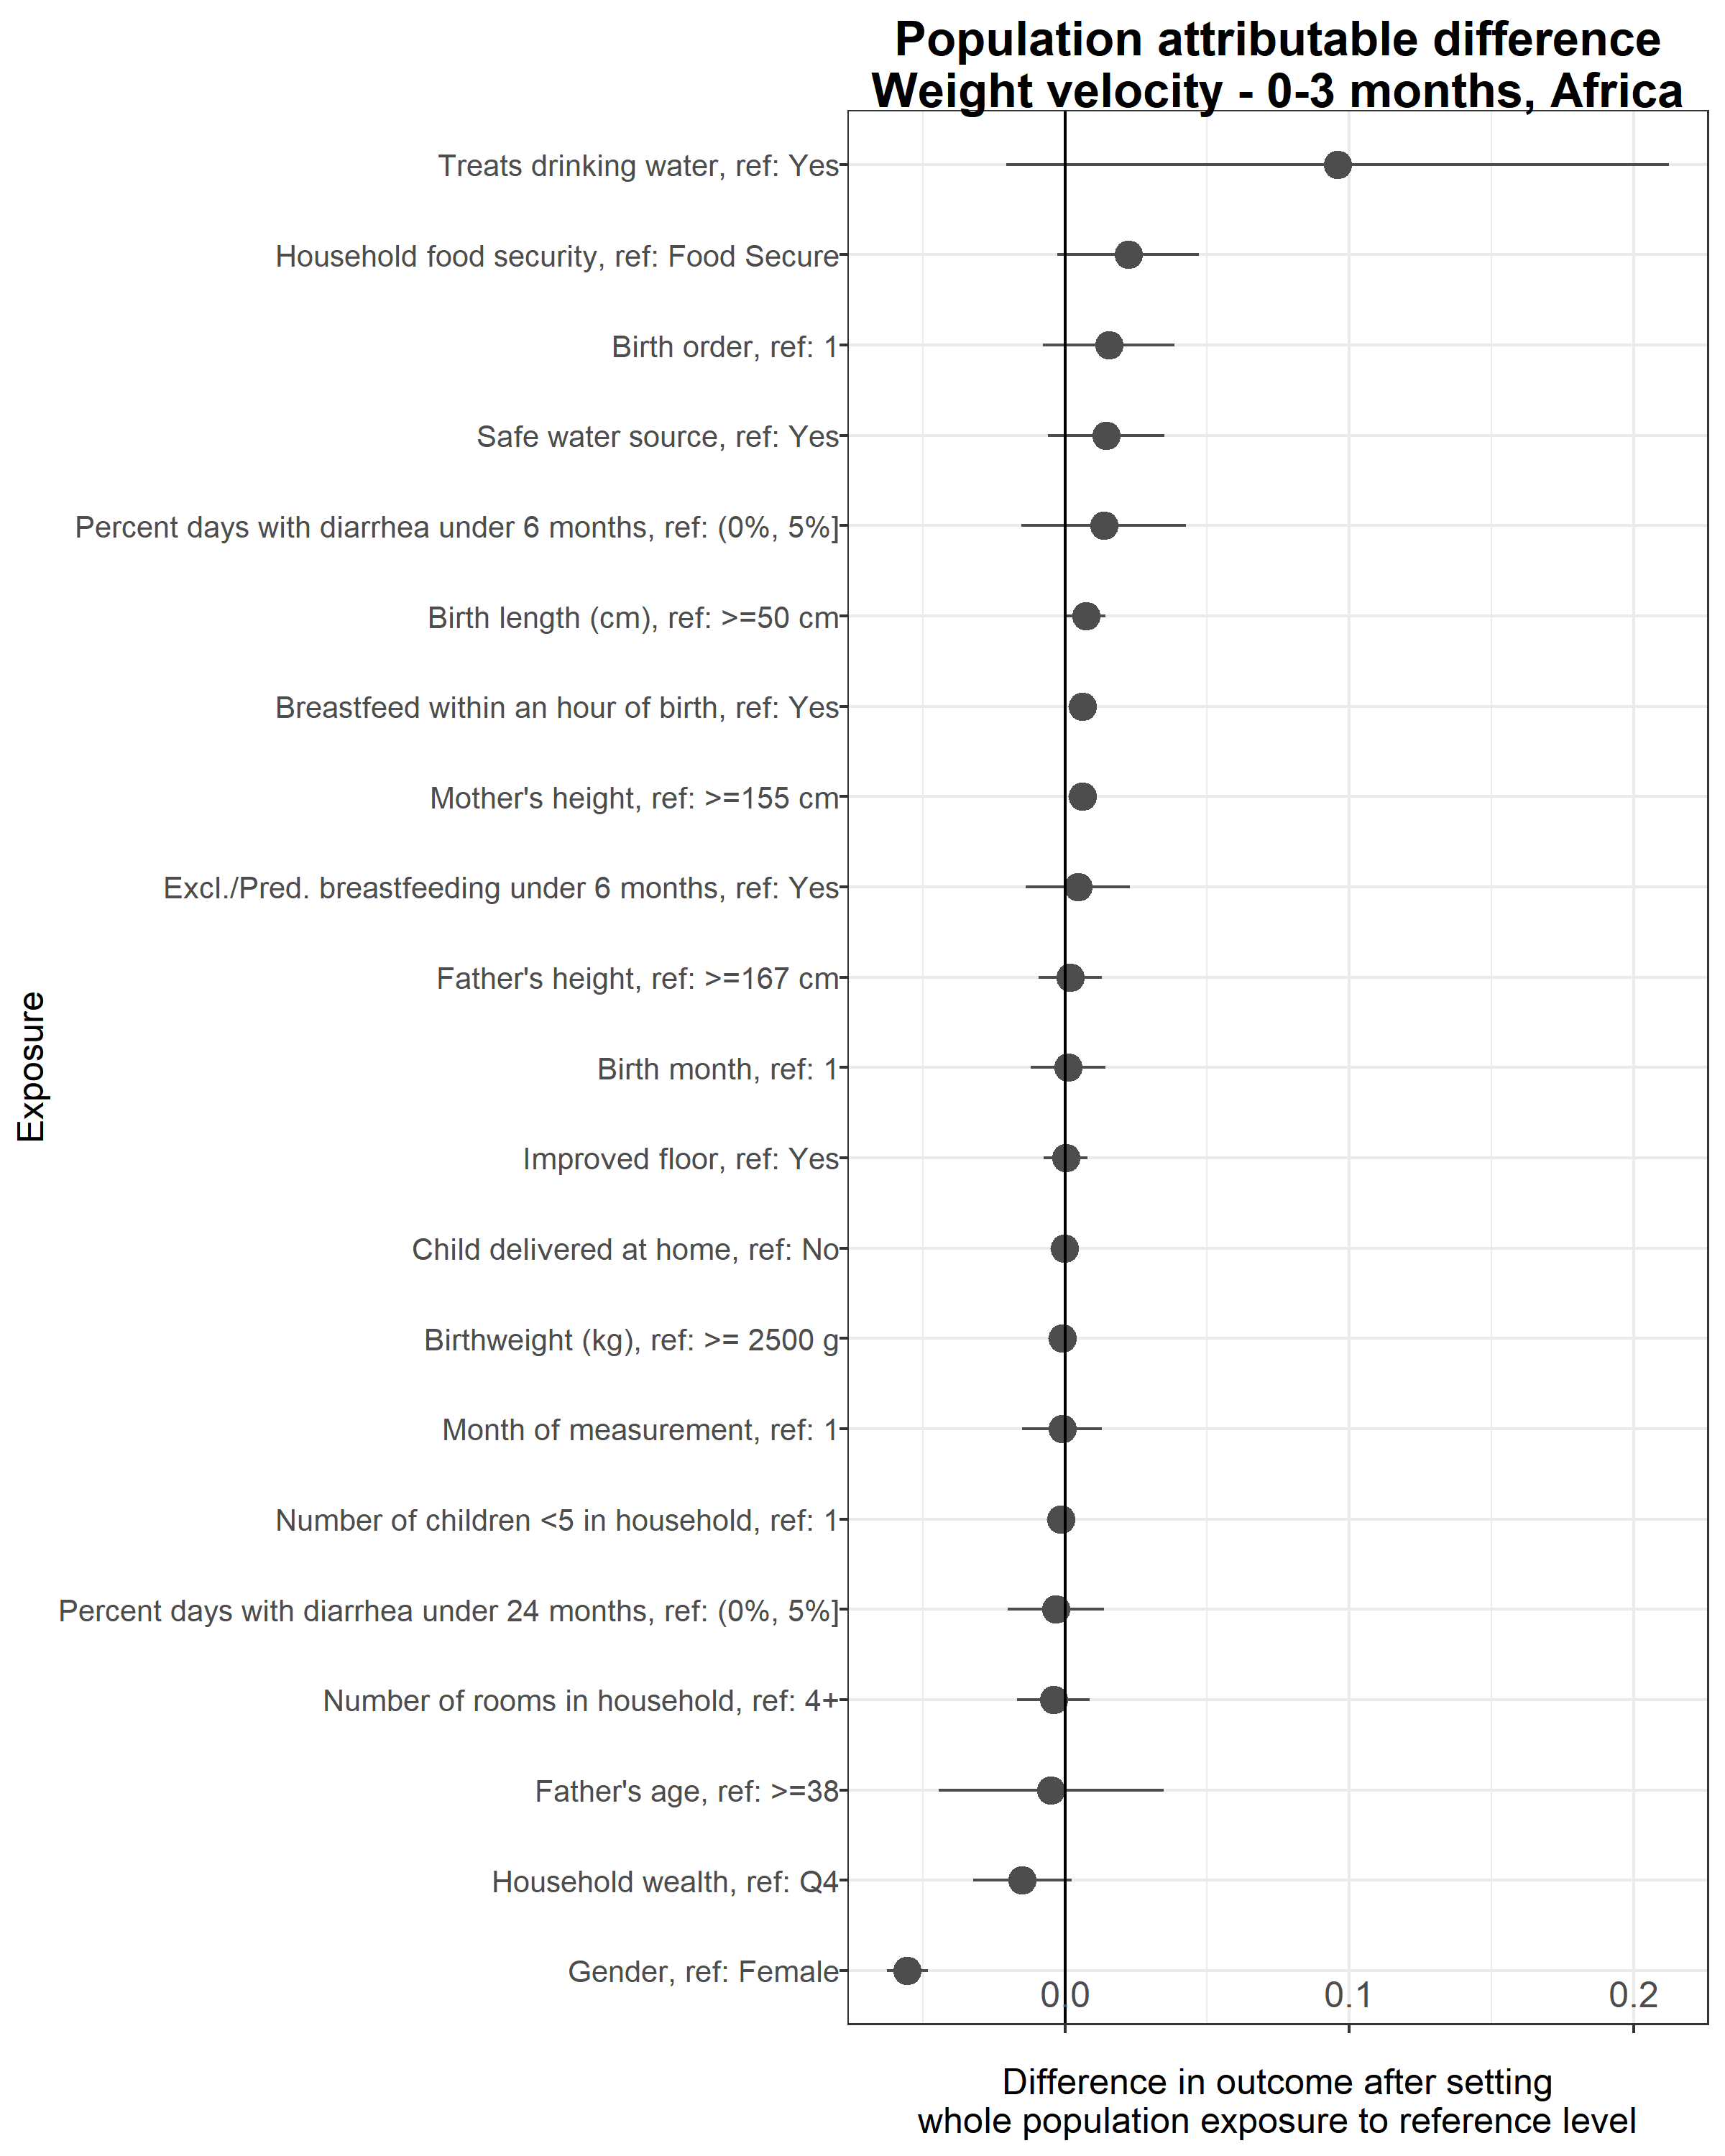 Population attributable difference
Weight velocity - 0-3 months, Africa
Treats drinking water, ref: Yes
Household food security, ref: Food Secure
Birth order, ref: 1
Safe water source, ref: Yes
Percent days with diarrhea under 6 months, ref: (0%, 5%]
Birth length (cm), ref: >=50 cm
Breastfeed within an hour of birth, ref: Yes
Mother's height, ref: >=155 cm
Excl./Pred. breastfeeding under 6 months, ref: Yes
Father's height, ref: >=167 cm
Birth month, ref: 1
Improved floor, ref: Yes
Child delivered at home, ref: No
Birthweight (kg), ref: >= 2500 g
Month of measurement, ref: 1
Number of children <5 in household, ref: 1
Percent days with diarrhea under 24 months, ref: (0%, 5%]
Number of rooms in household, ref: 4+
Father's age, ref: >=38
Household wealth, ref: Q4
Gender, ref: Female
Exposure
0.0 0.1 0.2
Difference in outcome after setting
whole population exposure to reference level